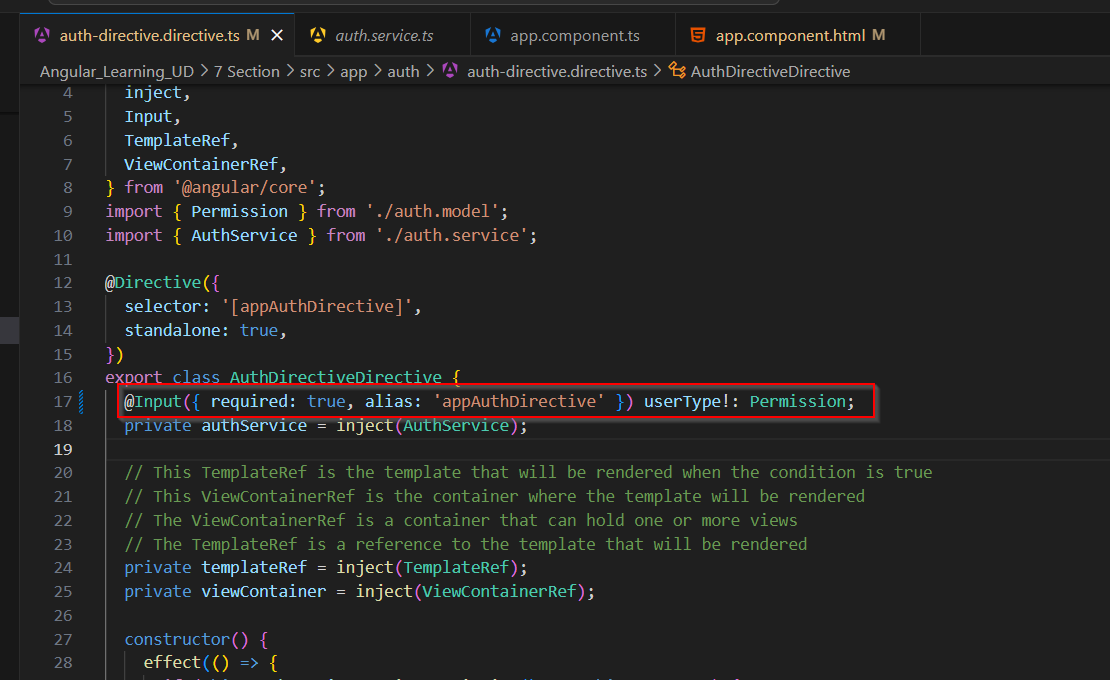 auth-directive.directive.ts M ✕ auth.service.ts app.component.ts app.component.html M
Angular_Learning_UD > 7 Section > src > app > auth > auth-directive.directive.ts > AuthDirectiveDirective
4 inject,
5 Input,
6 TemplateRef,
7 ViewContainerRef,
8 } from '@angular/core';
9 import { Permission } from './auth.model';
10 import { AuthService } from './auth.service';
11
12 @Directive({
13 selector: '[appAuthDirective]',
14 standalone: true,
15 })
16 export class AuthDirectiveDirective {
17 @Input({ required: true, alias: 'appAuthDirective' }) userType!: Permission;
18 private authService = inject(AuthService);
19
20 // This TemplateRef is the template that will be rendered when the condition is true
21 // This ViewContainerRef is the container where the template will be rendered
22 // The ViewContainerRef is a container that can hold one or more views
23 // The TemplateRef is a reference to the template that will be rendered
24 private templateRef = inject(TemplateRef);
25 private viewContainer = inject(ViewContainerRef);
26
27 constructor() {
28 effect(() => {